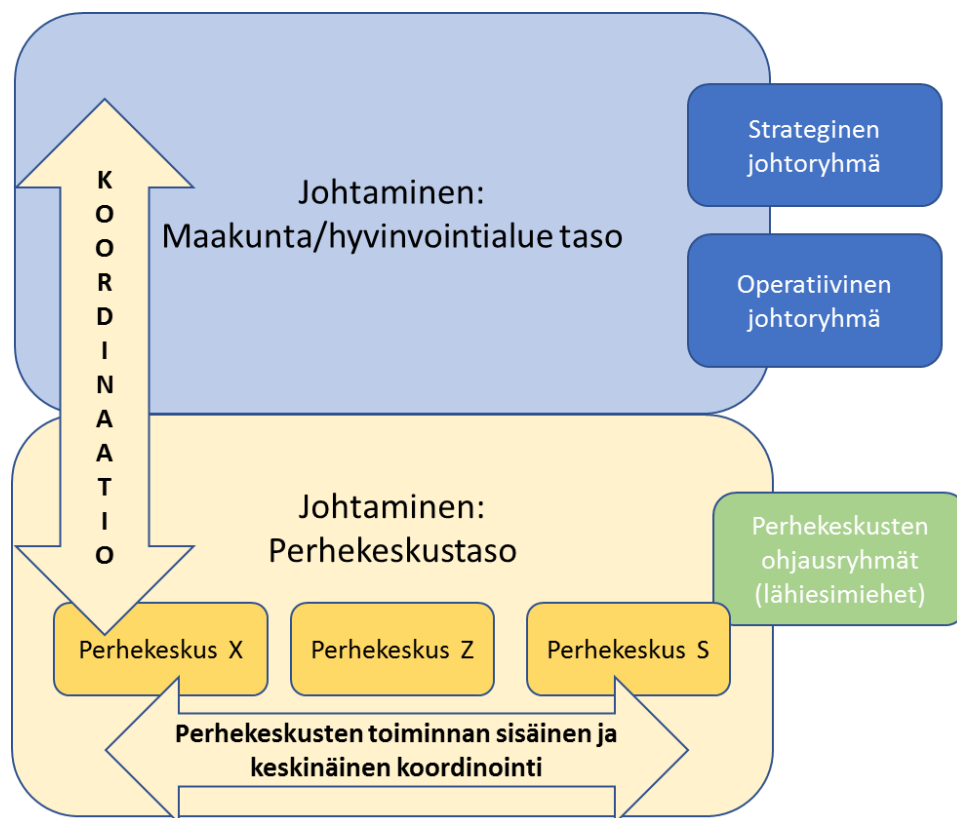 Strateginen
johtoryhmä
Johtaminen:
Maakunta/hyvinvointialue taso
Operatiivinen
johtoryhmä
KOORDINAATIO
Johtaminen:
Perhekeskustaso
Perhekeskusten
ohjausryhmät
(lähiesimiehet)
Perhekeskus X
Perhekeskus Z
Perhekeskus S
Perhekeskusten toiminnan sisäinen ja
keskinäinen koordinointi